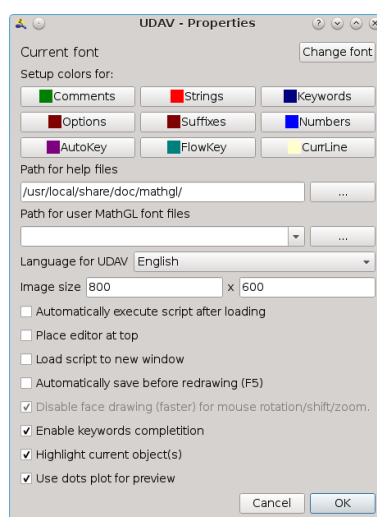 UDAV - Properties
Current font Change font
Setup colors for:
Comments Strings Keywords
Options Suffixes Numbers
AutoKey FlowKey CurrLine
Path for help files
/usr/local/share/doc/mathgl/ ...
Path for user MathGL font files
...
Language for UDAV English
Image size 800 x 600
Automatically execute script after loading
Place editor at top
Load script to new window
Automatically save before redrawing (F5)
Disable face drawing (faster) for mouse rotation/shift/zoom.
Enable keywords completition
Highlight current object(s)
Use dots plot for preview
Cancel OK